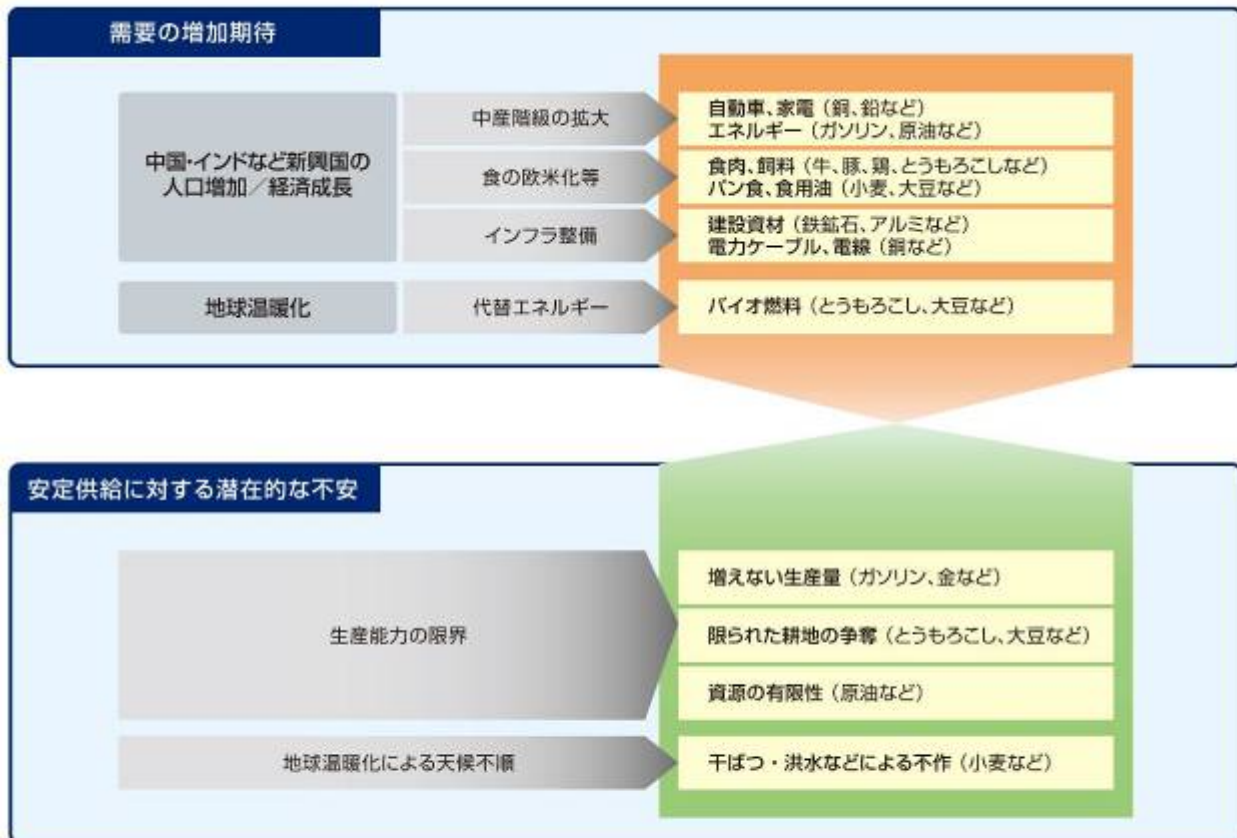 需要の増加期待
中国・インドなど新興国の
人口増加／経済成長
中産階級の拡大
自動車、家電（銅、鉛など）
エネルギー（ガソリン、原油など）
食の欧米化等
食肉、飼料（牛、豚、鶏、とうもろこしなど）
パン食、食用油（小麦、大豆など）
インフラ整備
建設資材（鉄鉱石、アルミなど）
電力ケーブル、電線（銅など）
地球温暖化
代替エネルギー
バイオ燃料（とうもろこし、大豆など）
安定供給に対する潜在的な不安
生産能力の限界
増えない生産量（ガソリン、金など）
限られた耕地の争奪（とうもろこし、大豆など）
資源の有限性（原油など）
地球温暖化による天候不順
干ばつ・洪水などによる不作（小麦など）